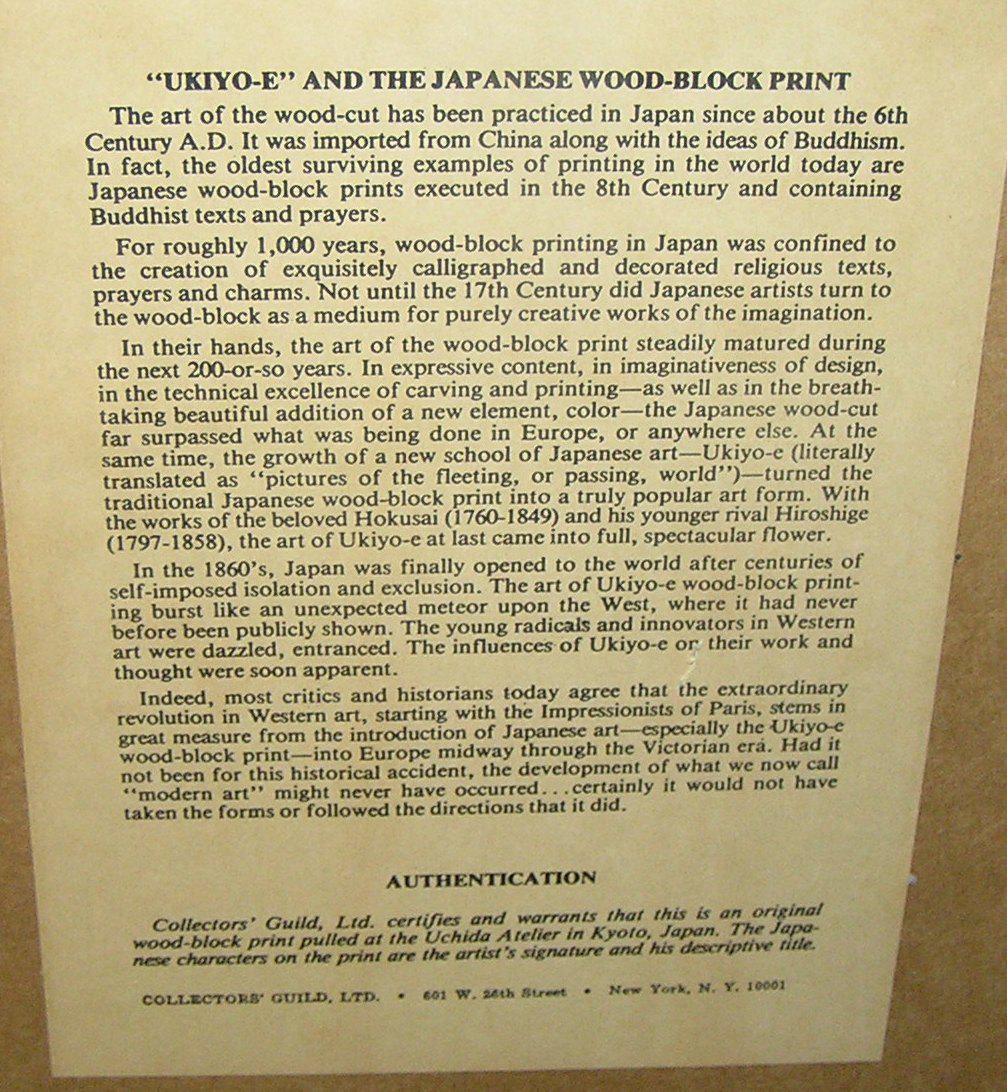 “UKIYO-E” AND THE JAPANESE WOOD-BLOCK PRINT
The art of the wood-cut has been practiced in Japan since about the 6th
Century A.D. It was imported from China along with the ideas of Buddhism.
In fact, the oldest surviving examples of printing in the world today are
Japanese wood-block prints executed in the 8th Century and containing
Buddhist texts and prayers.
For roughly 1,000 years, wood-block printing in Japan was confined to
the creation of exquisitely calligraphed and decorated religious texts,
prayers and charms. Not until the 17th Century did Japanese artists turn to
the wood-block as a medium for purely creative works of the imagination.
In their hands, the art of the wood-block print steadily matured during
the next 200-or-so years. In expressive content, in imaginativeness of design,
in the technical excellence of carving and printing—as well as in the breath-
taking beautiful addition of a new element, color—the Japanese wood-cut
far surpassed what was being done in Europe, or anywhere else. At the
same time, the growth of a new school of Japanese art—Ukiyo-e (literally
translated as “pictures of the fleeting, or passing, world”)—turned the
traditional Japanese wood-block print into a truly popular art form. With
the works of the beloved Hokusai (1760-1849) and his younger rival Hiroshige
(1797-1858), the art of Ukiyo-e at last came into full, spectacular flower.
In the 1860’s, Japan was finally opened to the world after centuries of
self-imposed isolation and exclusion. The art of Ukiyo-e wood-block print-
ing burst like an unexpected meteor upon the West, where it had never
before been publicly shown. The young radicals and innovators in Western
art were dazzled, entranced. The influences of Ukiyo-e or their work and
thought were soon apparent.
Indeed, most critics and historians today agree that the extraordinary
revolution in Western art, starting with the Impressionists of Paris, stems in
great measure from the introduction of Japanese art—especially the Ukiyo-e
wood-block print—into Europe midway through the Victorian era. Had it
not been for this historical accident, the development of what we now call
“modern art” might never have occurred...certainly it would not have
taken the forms or followed the directions that it did.
AUTHENTICATION
Collectors’ Guild, Ltd. certifies and warrants that this is an original
wood-block print pulled at the Uchida Atelier in Kyoto, Japan. The Japa-
nese characters on the print are the artist’s signature and his descriptive title.
COLLECTORS’ GUILD, LTD. • 601 W. 26th Street • New York, N. Y. 10001